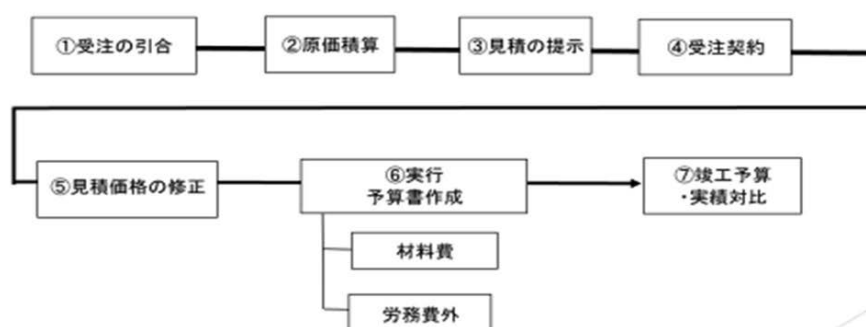 ①受注の引合
②原価積算
③見積の提示
④受注契約
⑤見積価格の修正
⑥実行
予算書作成
⑦竣工予算
・実績対比
材料費
労務費外